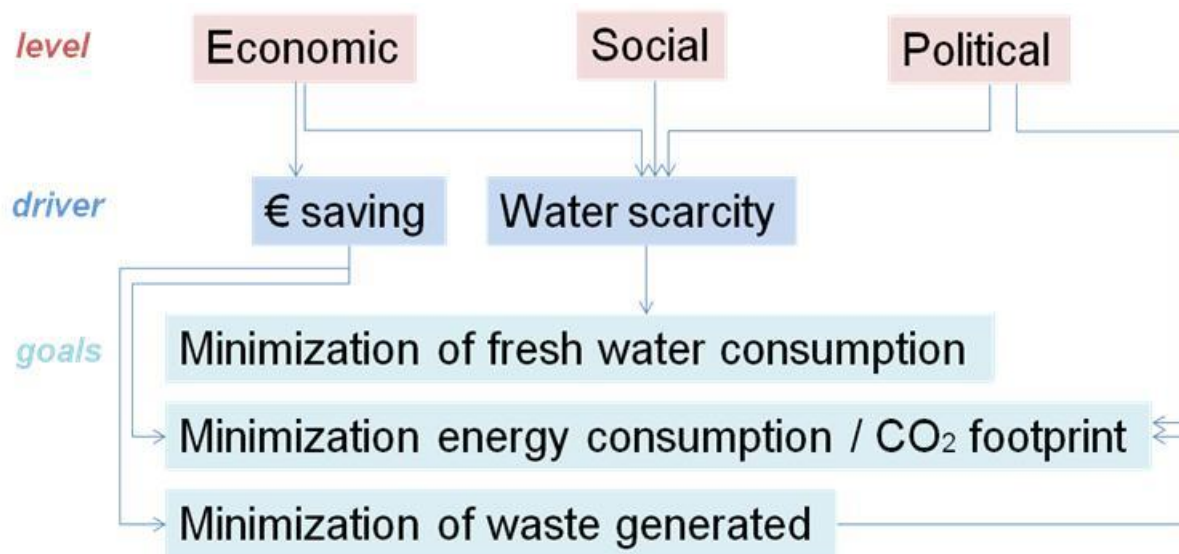 level
Economic
Social
Political
driver
€ saving
Water scarcity
goals
Minimization of fresh water consumption
Minimization energy consumption / CO₂ footprint
Minimization of waste generated